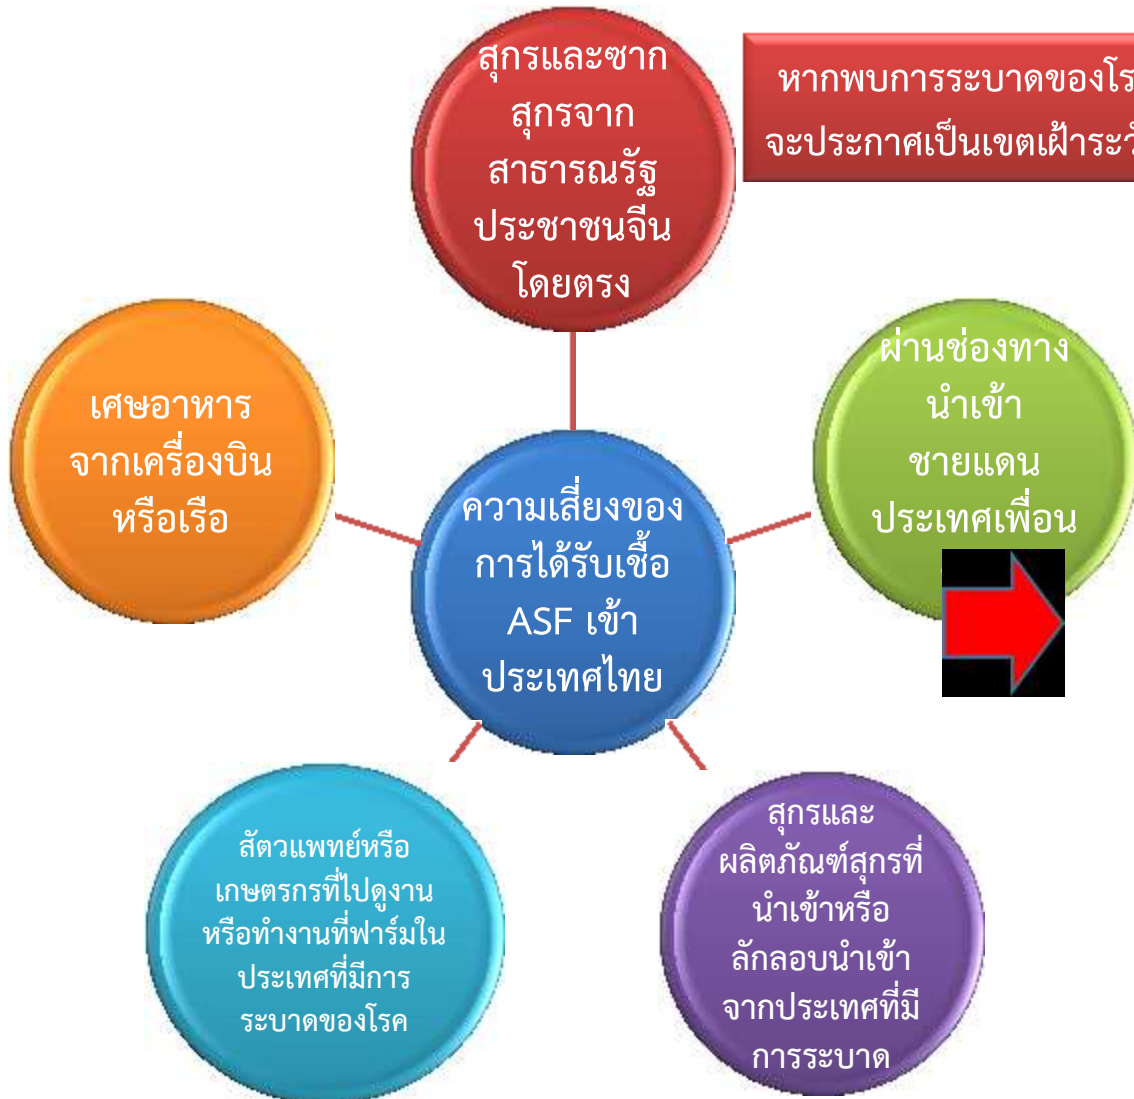 สุกรและซาก
สุกรจาก
สาธารณรัฐ
ประชาชนจีน
โดยตรง
หากพบการระบาดของโร
จะประกาศเป็นเขตเฝ้าระวั
ผ่านช่องทาง
นำเข้า
ชายแดน
ประเทศเพื่อน
เศษอาหาร
จากเครื่องบิน
หรือเรือ
ความเสี่ยงของ
การได้รับเชื้อ
ASF เข้า
ประเทศไทย
สัตวแพทย์หรือ
เกษตรกรที่ไปดูงาน
หรือทำงานที่ฟาร์มใน
ประเทศที่มีการ
ระบาดของโรค
สุกรและ
ผลิตภัณฑ์สุกรที่
นำเข้าหรือ
ลักลอบนำเข้า
จากประเทศที่มี
การระบาด